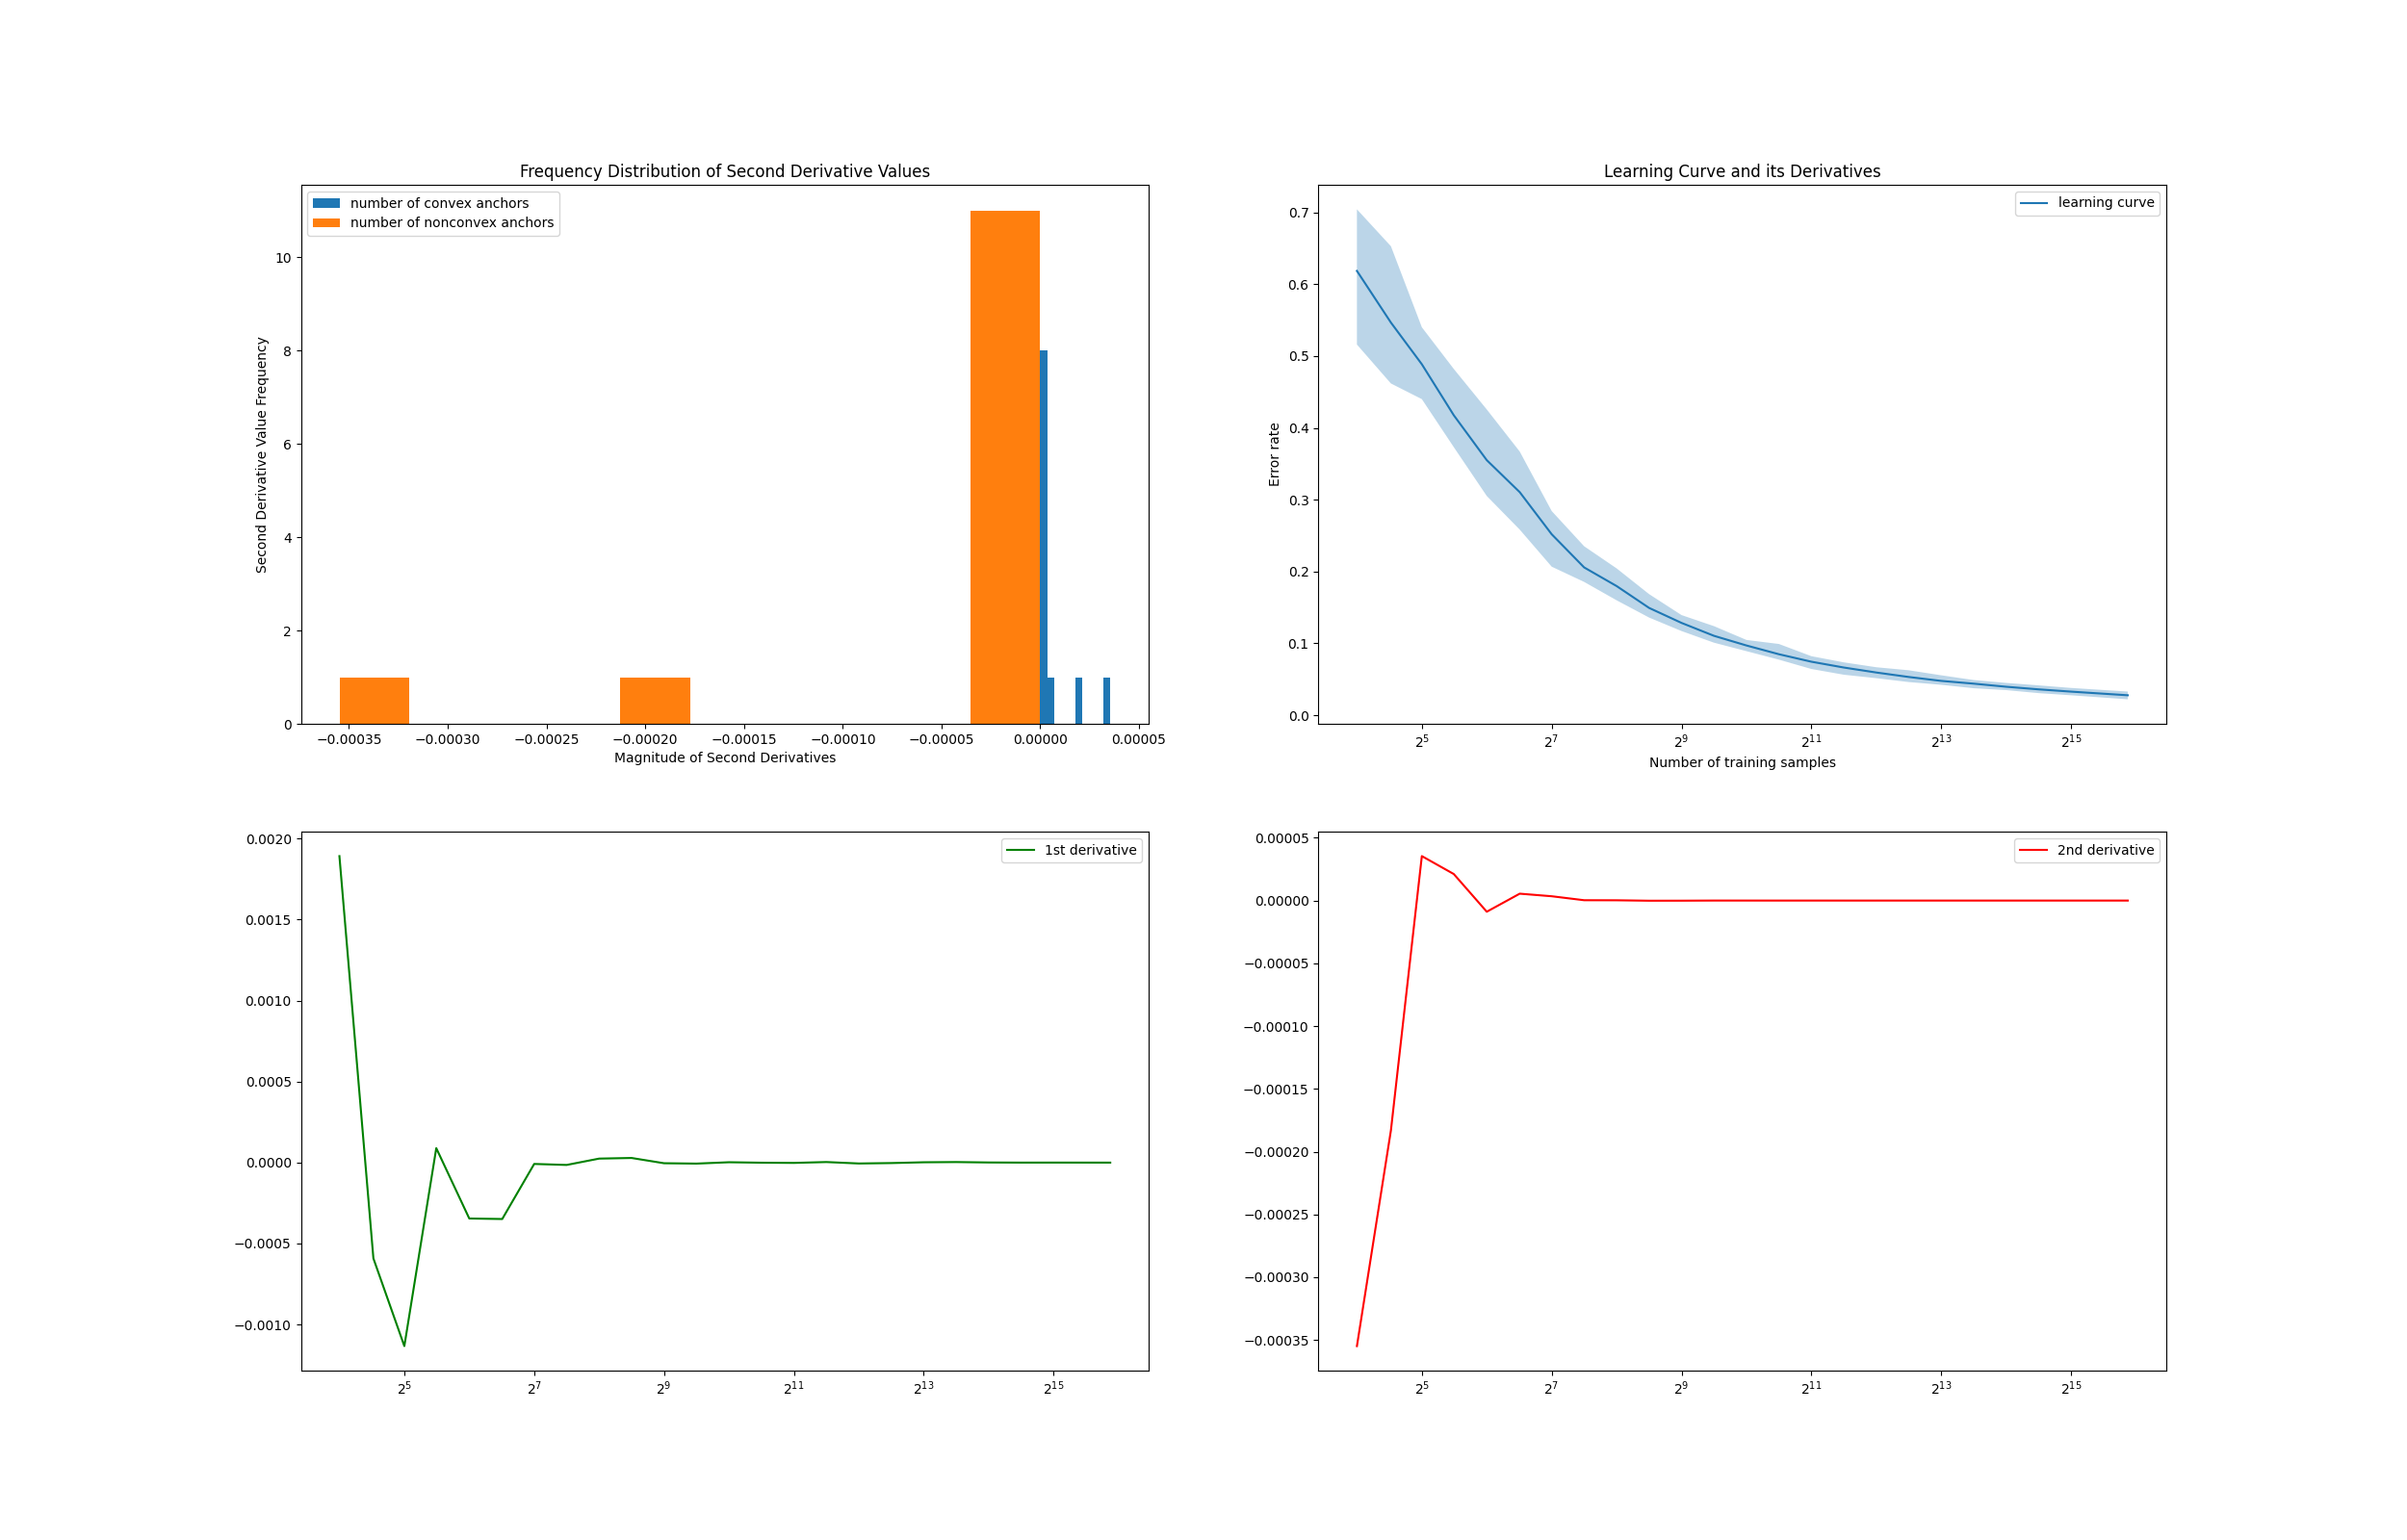 Frequency Distribution of Second Derivative Values
number of convex anchors
number of nonconvex anchors
Second Derivative Value Frequency
10
8
6
4
2
0
−0.00035 −0.00030 −0.00025 −0.00020 −0.00015 −0.00010 −0.00005 0.00000 0.00005
Magnitude of Second Derivatives
Learning Curve and its Derivatives
learning curve
Error rate
0.7
0.6
0.5
0.4
0.3
0.2
0.1
0.0
2^5 2^7 2^9 2^11 2^13 2^15
Number of training samples
1st derivative
0.0020
0.0015
0.0010
0.0005
0.0000
−0.0005
−0.0010
2^5 2^7 2^9 2^11 2^13 2^15
2nd derivative
0.00005
0.00000
−0.00005
−0.00010
−0.00015
−0.00020
−0.00025
−0.00030
−0.00035
2^5 2^7 2^9 2^11 2^13 2^15